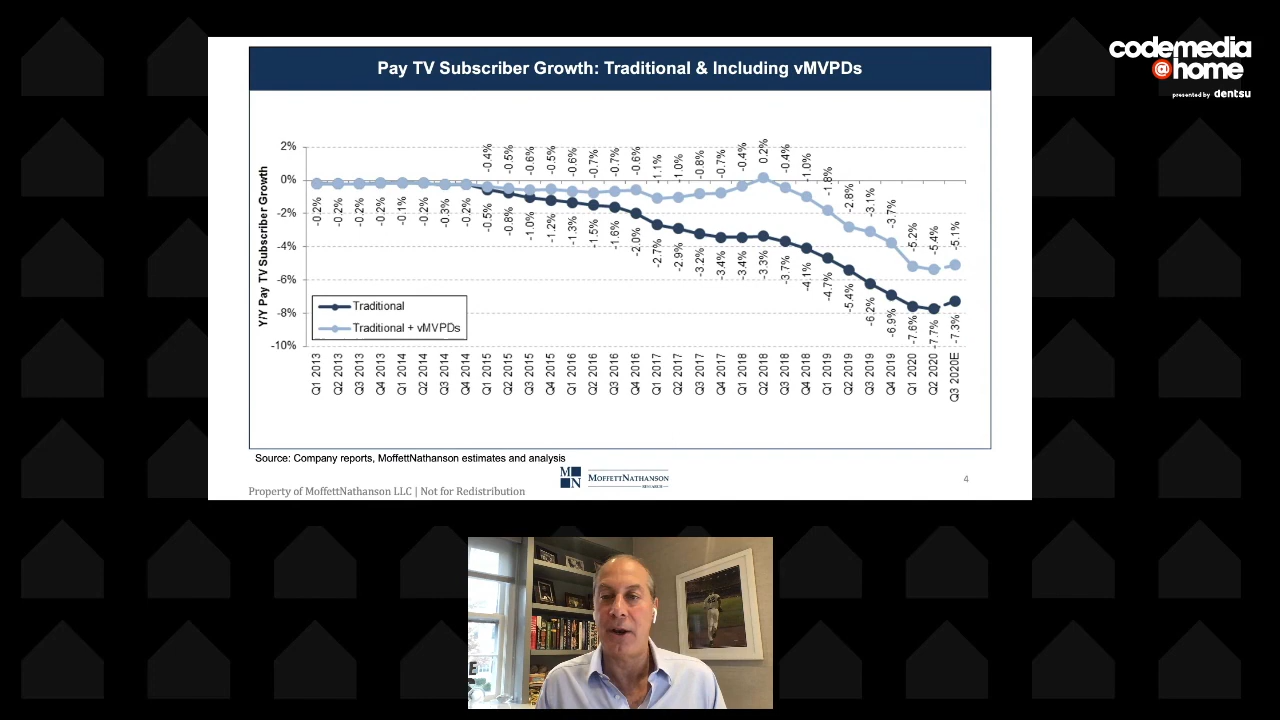 codemedia
@home
presented by dentsu
Pay TV Subscriber Growth: Traditional & Including vMVPDs
Y/Y Pay TV Subscriber Growth
2%
0%
-2%
-4%
-6%
-8%
-10%
-0.4%
-0.5%
-0.6%
-0.5%
-0.6%
-0.7%
-0.7%
-0.6%
-1.1%
-1.0%
-0.8%
-0.7%
-0.4%
0.2%
-0.4%
-1.0%
-1.8%
-2.8%
-3.1%
-3.7%
-5.2%
-5.4%
-5.1%
-0.2%
-0.2%
-0.2%
-0.2%
-0.1%
-0.2%
-0.3%
-0.2%
-0.5%
-0.8%
-1.0%
-1.2%
-1.3%
-1.5%
-1.6%
-2.0%
-2.7%
-2.9%
-3.2%
-3.4%
-3.4%
-3.3%
-3.7%
-4.1%
-4.7%
-5.4%
-6.2%
-6.9%
-7.6%
-7.7%
-7.3%
Traditional
Traditional + vMVPDs
Q1 2013
Q2 2013
Q3 2013
Q4 2013
Q1 2014
Q2 2014
Q3 2014
Q4 2014
Q1 2015
Q2 2015
Q3 2015
Q4 2015
Q1 2016
Q2 2016
Q3 2016
Q4 2016
Q1 2017
Q2 2017
Q3 2017
Q4 2017
Q1 2018
Q2 2018
Q3 2018
Q4 2018
Q1 2019
Q2 2019
Q3 2019
Q4 2019
Q1 2020
Q2 2020
Q3 2020E
Source: Company reports, MoffettNathanson estimates and analysis
M
N
MOFFETTNATHANSON
RESEARCH
Property of MoffettNathanson LLC | Not for Redistribution
4